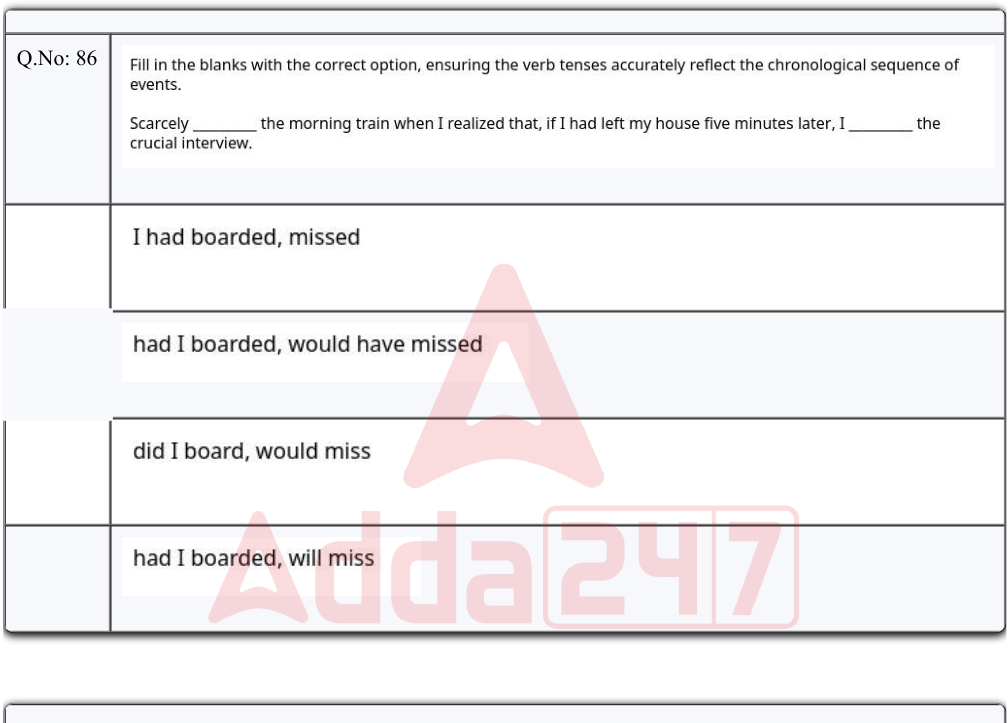 Q.No: 86
Fill in the blanks with the correct option, ensuring the verb tenses accurately reflect the chronological sequence of
events.
Scarcely ________ the morning train when I realized that, if I had left my house five minutes later, I ________ the
crucial interview.
I had boarded, missed
had I boarded, would have missed
did I board, would miss
had I boarded, will miss
Adda247